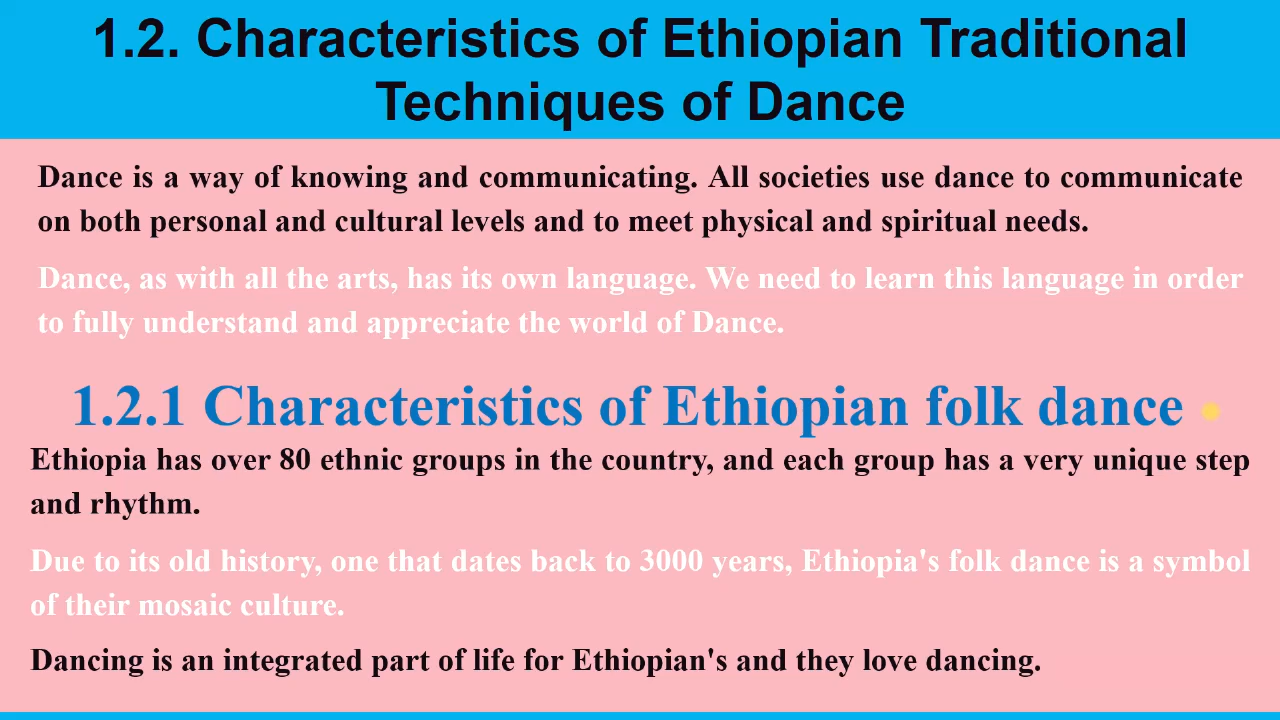 1.2. Characteristics of Ethiopian Traditional
Techniques of Dance
Dance is a way of knowing and communicating. All societies use dance to communicate
on both personal and cultural levels and to meet physical and spiritual needs.
Dance, as with all the arts, has its own language. We need to learn this language in order
to fully understand and appreciate the world of Dance.
1.2.1 Characteristics of Ethiopian folk dance
Ethiopia has over 80 ethnic groups in the country, and each group has a very unique step
and rhythm.
Due to its old history, one that dates back to 3000 years, Ethiopia's folk dance is a symbol
of their mosaic culture.
Dancing is an integrated part of life for Ethiopian's and they love dancing.